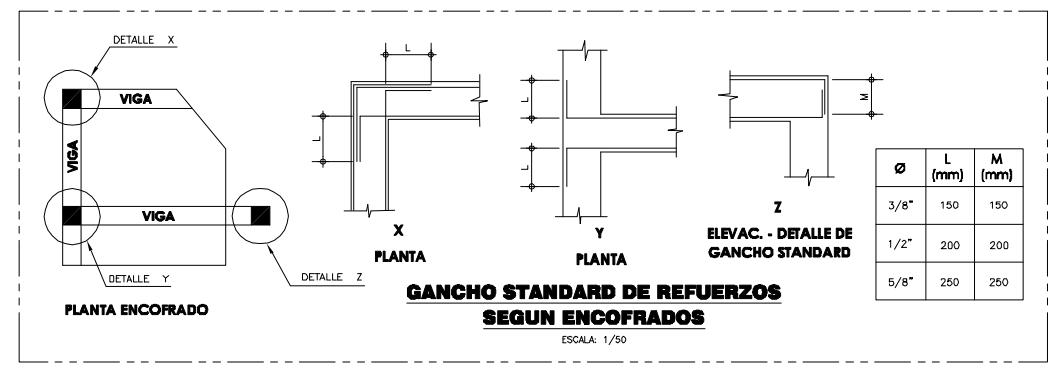 DETALLE X
VIGA
VIGA
VIGA
DETALLE Y
DETALLE Z
PLANTA ENCOFRADO
L
L
X
PLANTA
L
L
Y
PLANTA
M
Z
ELEVAC. - DETALLE DE
GANCHO STANDARD
GANCHO STANDARD DE REFUERZOS
SEGUN ENCOFRADOS
ESCALA: 1/50
Ø L (mm) M (mm)
3/8" 150 150
1/2" 200 200
5/8" 250 250